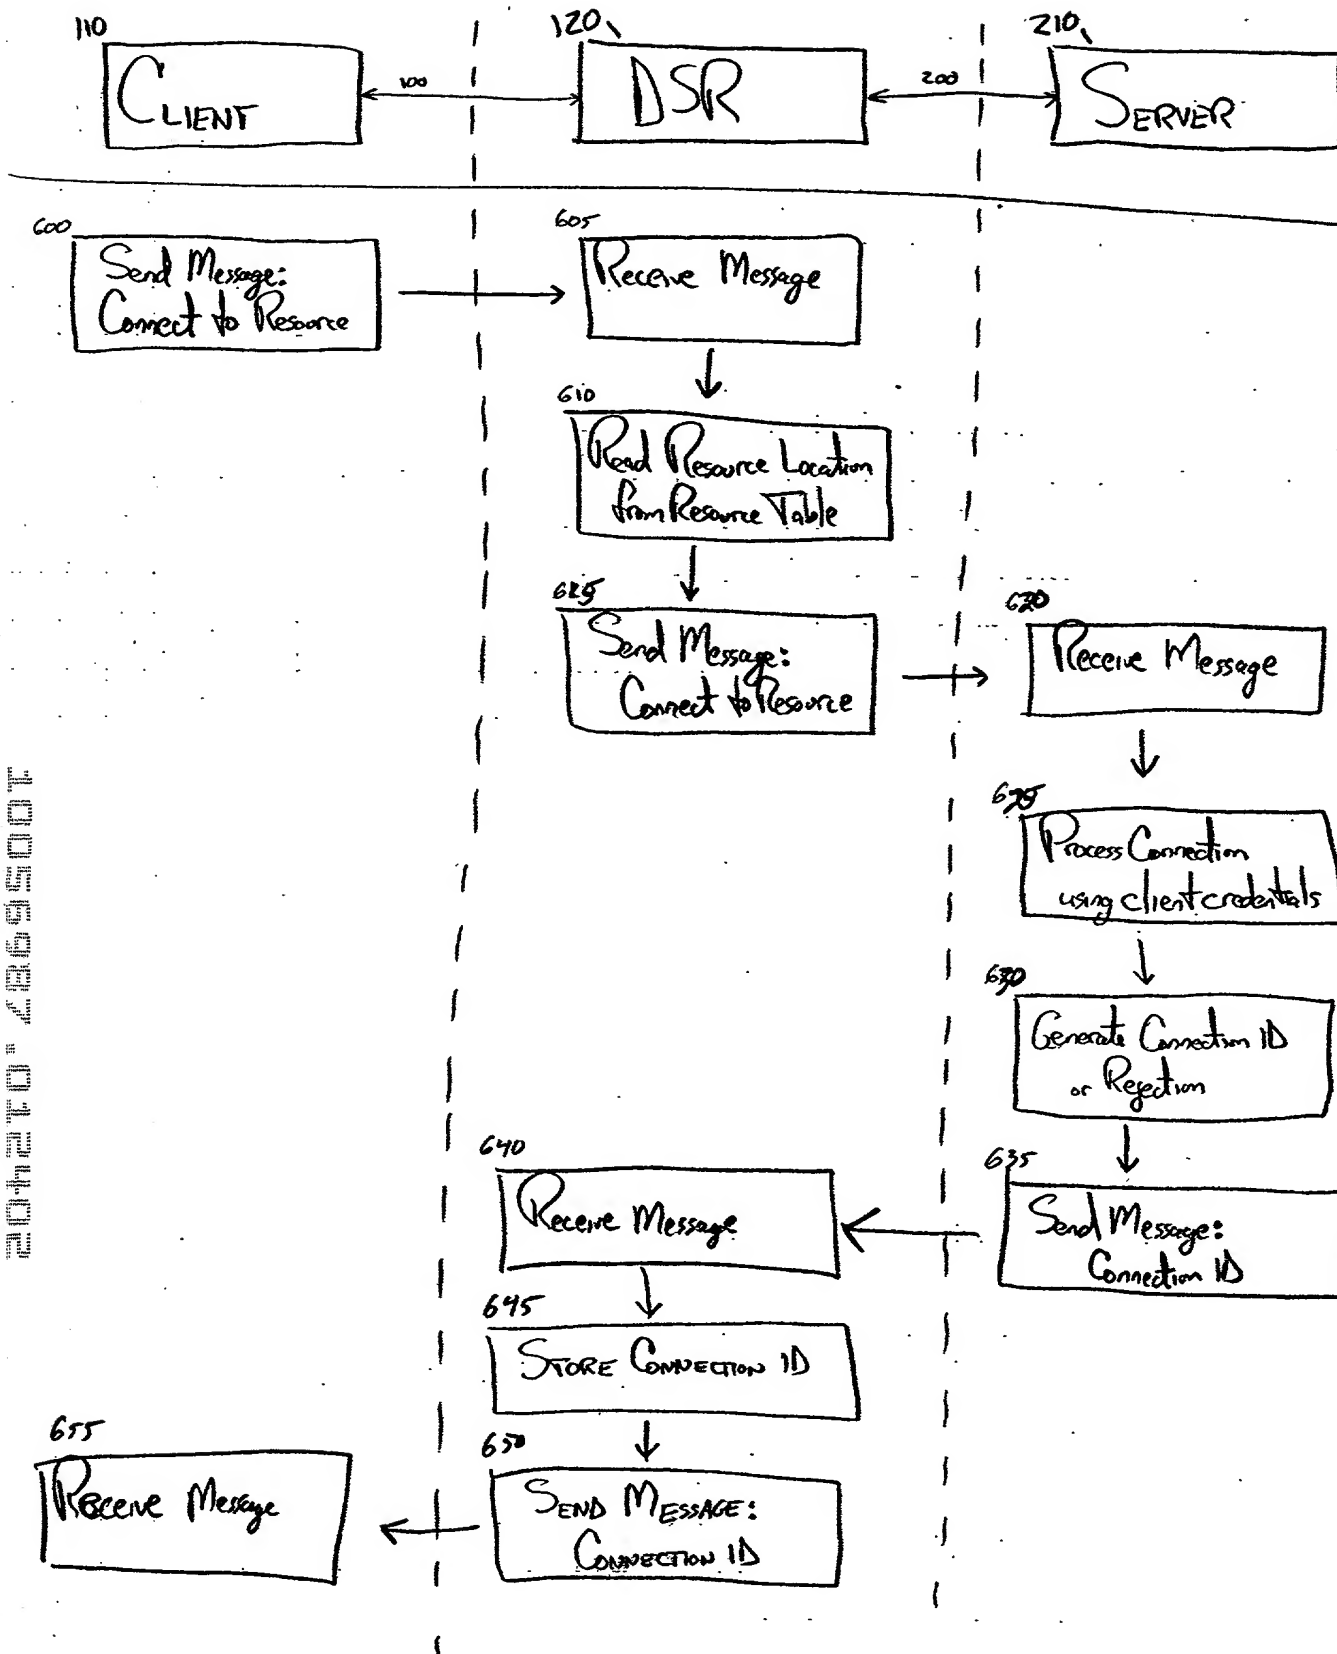 110
120
210
CLIENT
100
DSR
200
SERVER
600
Send Message:
Connect to Resource
605
Receive Message
610
Read Resource Location
from Resource Table
Send Message:
Connect to Resource
620
Receive Message
625
Process Connection
using client credentials
630
Generate Connection ID
or Rejection
635
Send Message:
Connection ID
640
Receive Message
645
STORE CONNECTION ID
650
SEND MESSAGE:
CONNECTION ID
655
Receive Message
10056987.012402